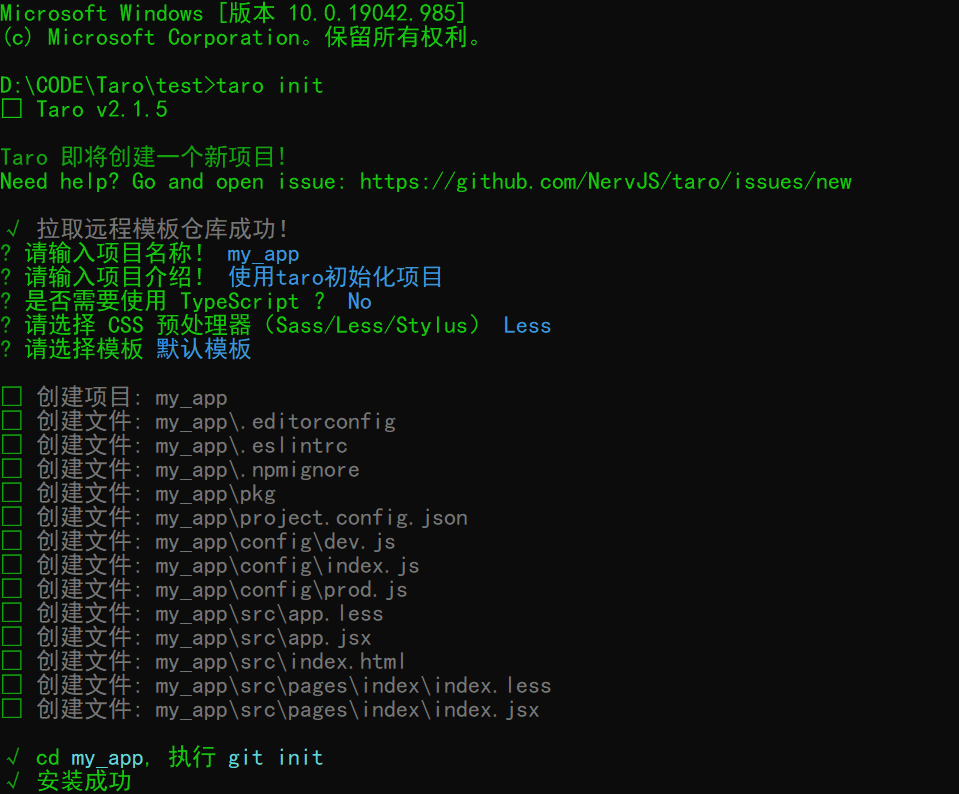 Microsoft Windows [版本 10.0.19042.985]
(c) Microsoft Corporation。保留所有权利。
D:\CODE\Taro\test>taro init
□ Taro v2.1.5
Taro 即将创建一个新项目!
Need help? Go and open issue: https://github.com/NervJS/taro/issues/new
√ 拉取远程模板仓库成功!
? 请输入项目名称! my_app
? 请输入项目介绍! 使用taro初始化项目
? 是否需要使用 TypeScript ? No
? 请选择 CSS 预处理器（Sass/Less/Stylus） Less
? 请选择模板 默认模板
□ 创建项目: my_app
□ 创建文件: my_app\.editorconfig
□ 创建文件: my_app\.eslintrc
□ 创建文件: my_app\.npmignore
□ 创建文件: my_app\pkg
□ 创建文件: my_app\project.config.json
□ 创建文件: my_app\config\dev.js
□ 创建文件: my_app\config\index.js
□ 创建文件: my_app\config\prod.js
□ 创建文件: my_app\src\app.less
□ 创建文件: my_app\src\app.jsx
□ 创建文件: my_app\src\index.html
□ 创建文件: my_app\src\pages\index\index.less
□ 创建文件: my_app\src\pages\index\index.jsx
√ cd my_app, 执行 git init
√ 安装成功